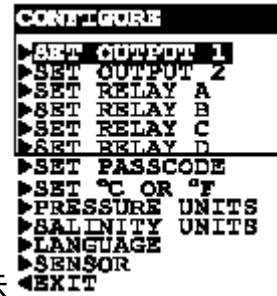 CONFIGURE
▶SET OUTPUT 1
▶SET OUTPUT 2
▶SET RELAY A
▶SET RELAY B
▶SET RELAY C
▶SET RELAY D
▶SET PASSCODE
▶SET °C OR °F
▶PRESSURE UNITS
▶SALINITY UNITS
▶LANGUAGE
▶SENSOR
◀EXIT